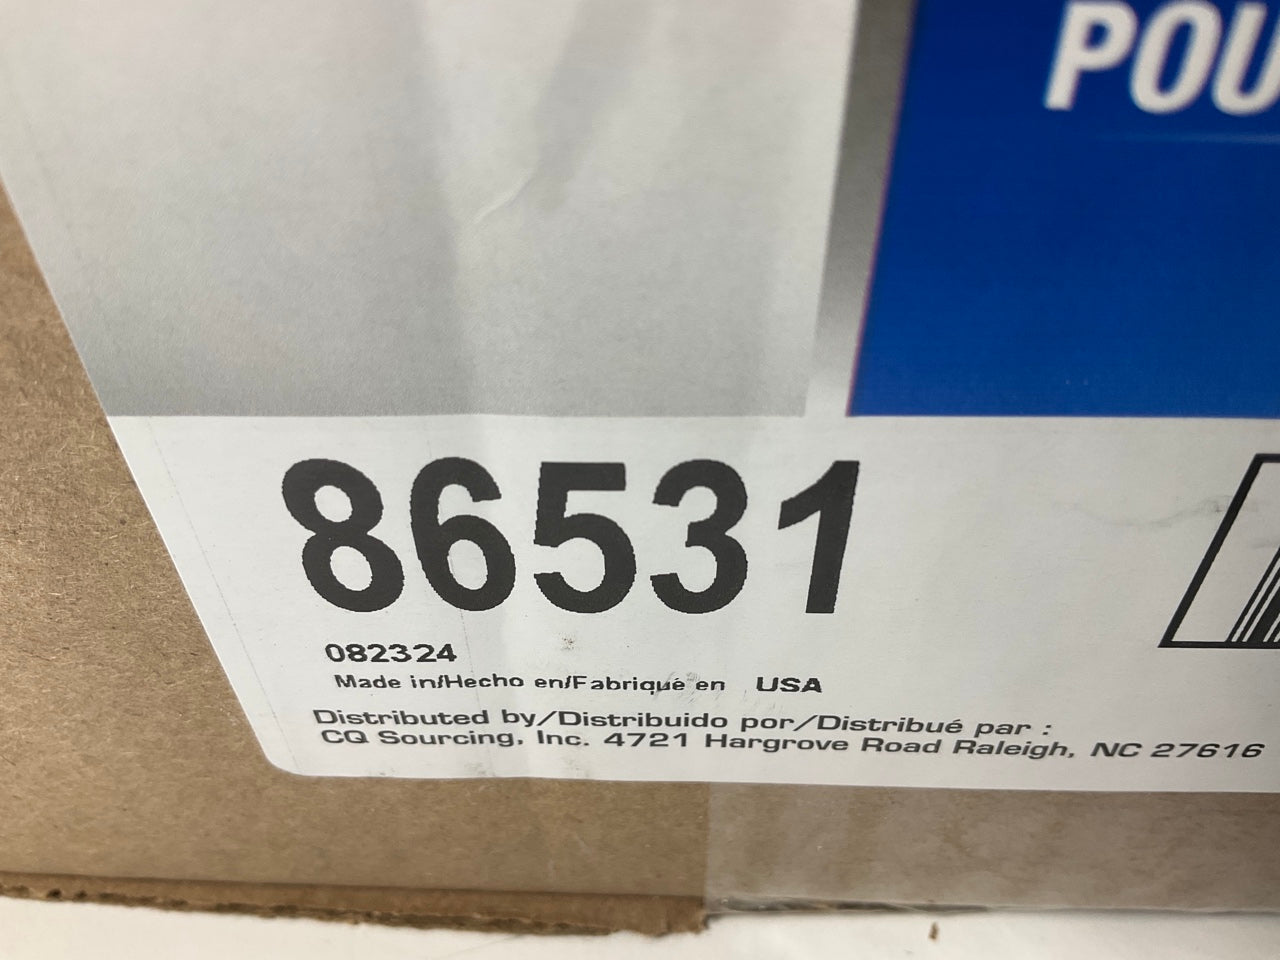 POU
86531
082324
Made in/Hecho en/Fabriqué en USA
Distributed by/Distribuido por/Distribué par :
CQ Sourcing, Inc. 4721 Hargrove Road Raleigh, NC 27616